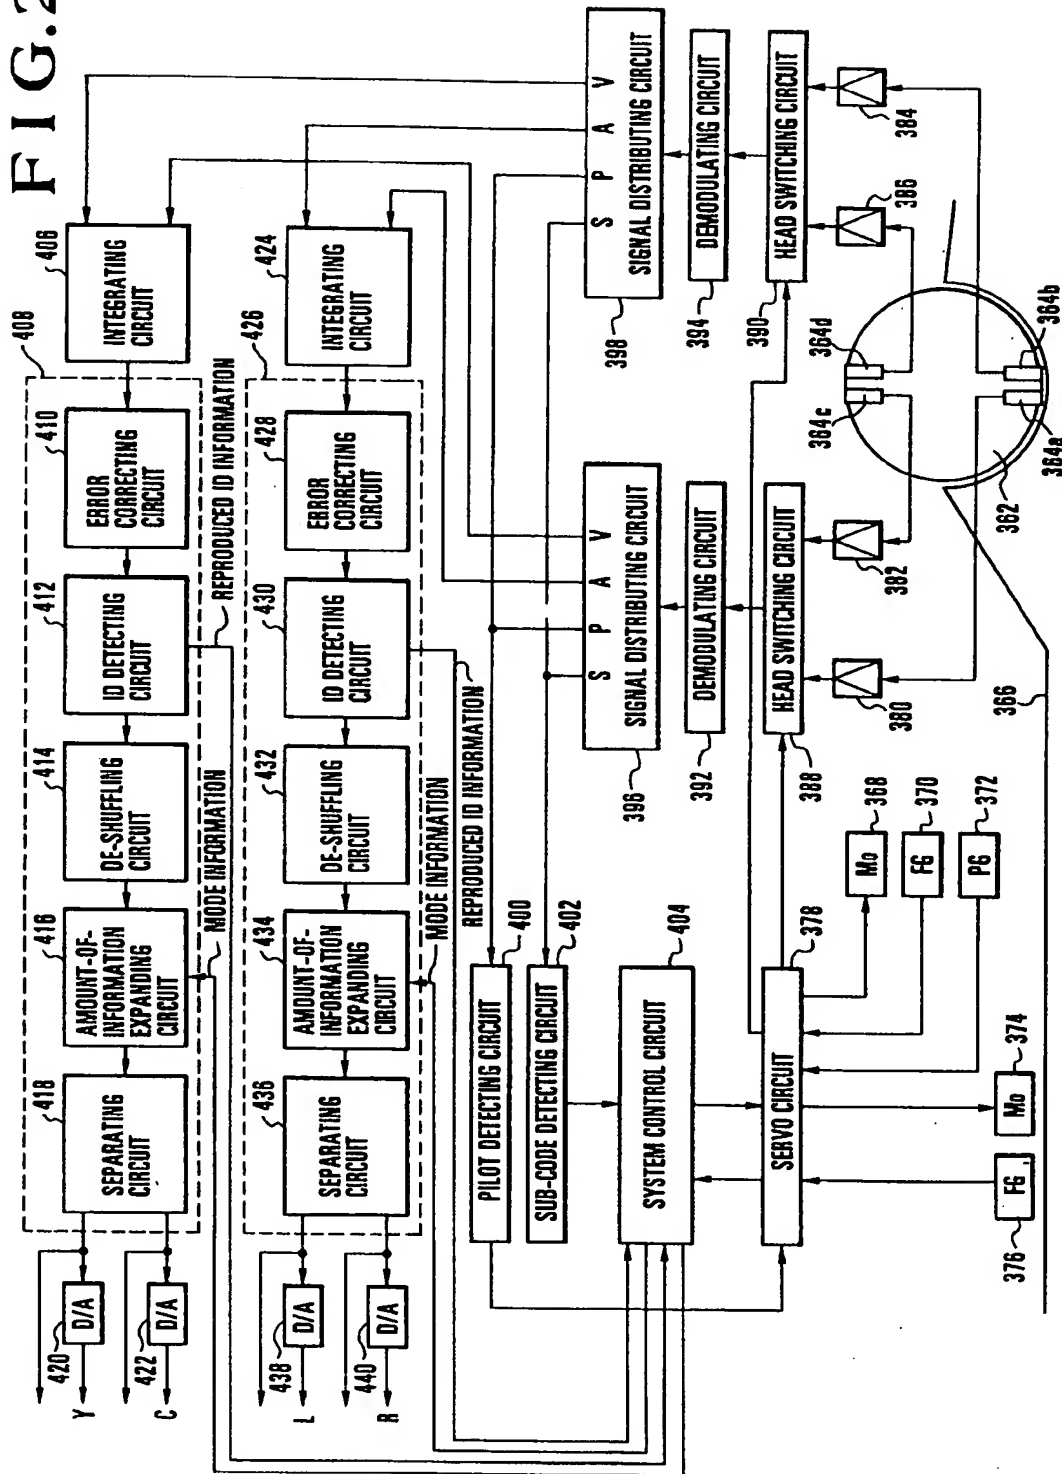 FIG.2
408
406
410
412
414
416
418
INTEGRATING
CIRCUIT
ERROR
CORRECTING
CIRCUIT
ID DETECTING
CIRCUIT
DE-SHUFFLING
CIRCUIT
AMOUNT-OF-
INFORMATION
EXPANDING
CIRCUIT
SEPARATING
CIRCUIT
D/A
420
Y
D/A
422
C
REPRODUCED ID INFORMATION
MODE INFORMATION
426
424
428
430
432
434
436
INTEGRATING
CIRCUIT
ERROR
CORRECTING
CIRCUIT
ID DETECTING
CIRCUIT
DE-SHUFFLING
CIRCUIT
AMOUNT-OF-
INFORMATION
EXPANDING
CIRCUIT
SEPARATING
CIRCUIT
D/A
438
L
D/A
440
R
MODE INFORMATION
REPRODUCED ID INFORMATION
PILOT DETECTING CIRCUIT
400
SUB-CODE DETECTING CIRCUIT
402
SYSTEM CONTROL CIRCUIT
404
SERVO CIRCUIT
378
S P A V
SIGNAL DISTRIBUTING CIRCUIT
396
DEMODULATING CIRCUIT
392
HEAD SWITCHING CIRCUIT
388
S P A V
SIGNAL DISTRIBUTING CIRCUIT
398
DEMODULATING CIRCUIT
394
HEAD SWITCHING CIRCUIT
390
380
382
386
384
364c
364d
364a
364b
362
366
Mo
368
FG
370
PG
372
Mo
374
FG
376